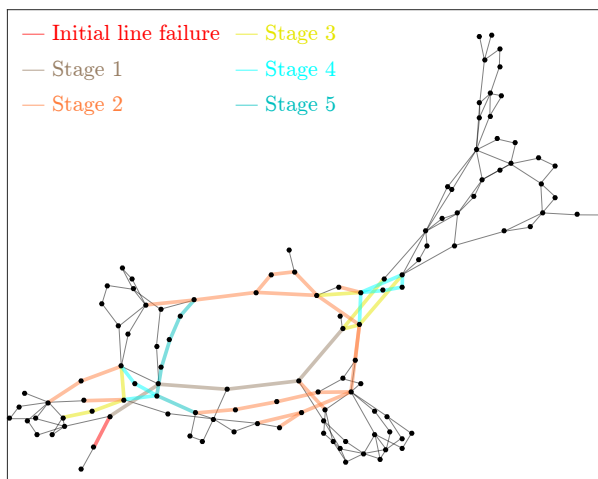 Initial line failure
Stage 1
Stage 2
Stage 3
Stage 4
Stage 5